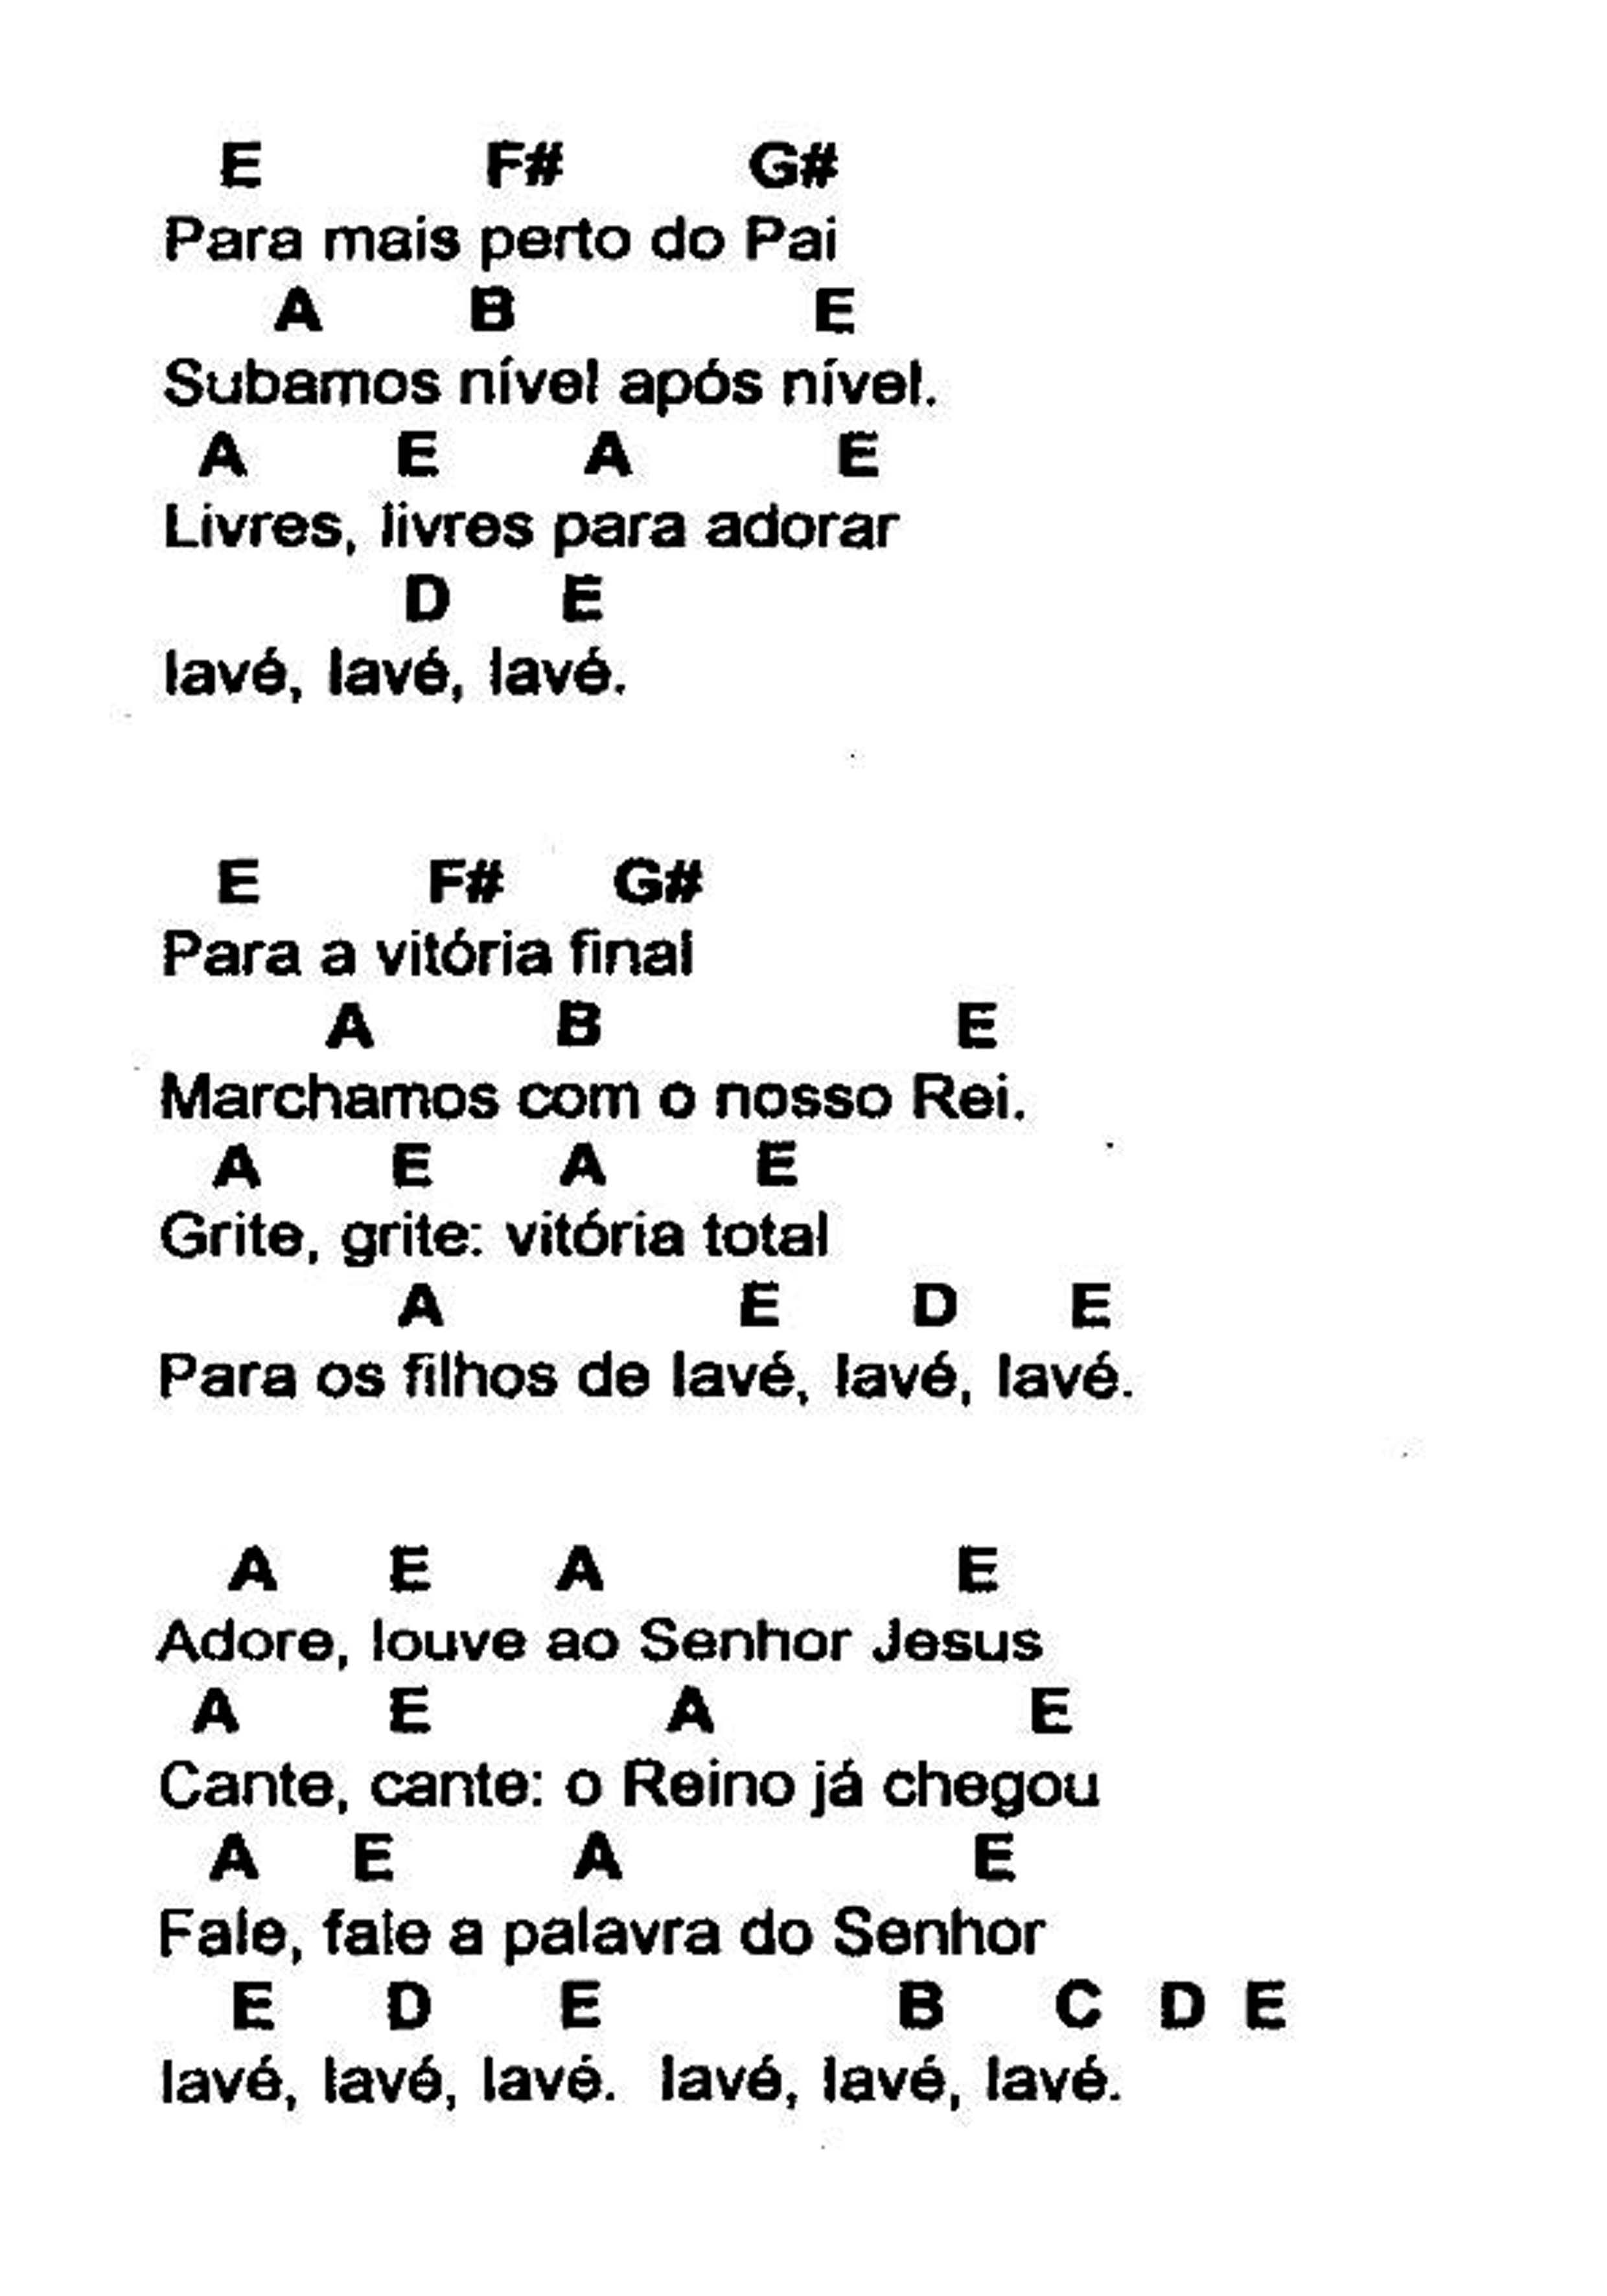 E F# G#
Para mais perto do Pai
A B E
Subamos nível após nível.
A E A E
Livres, livres para adorar
D E
Iavé, Iavé, Iavé.
E F# G#
Para a vitória final
A B E
Marchamos com o nosso Rei.
A E A E
Grite, grite: vitória total
A E D E
Para os filhos de Iavé, Iavé, Iavé.
A E A E
Adore, louve ao Senhor Jesus
A E A E
Cante, cante: o Reino já chegou
A E A E
Fale, fale a palavra do Senhor
E D E B C D E
Iavé, Iavé, Iavé. Iavé, Iavé, Iavé.